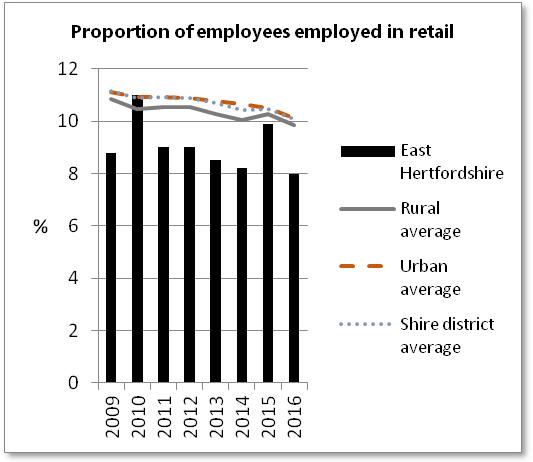 Proportion of employees employed in retail
12
10
8
6
4
2
0
%
2009
2010
2011
2012
2013
2014
2015
2016
East
Hertfordshire
Rural
average
Urban
average
Shire district
average